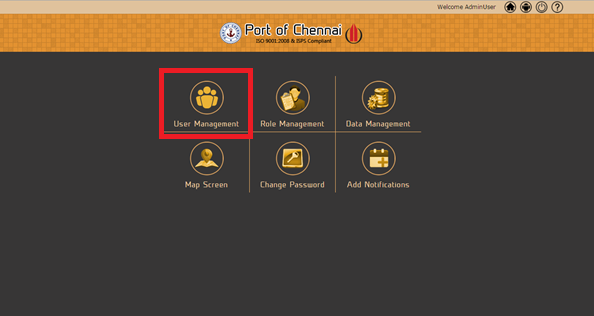 Welcome AdminUser
Port of Chennai
ISO 9001:2008 & ISPS Compliant
User Management
Role Management
Data Management
Map Screen
Change Password
Add Notifications